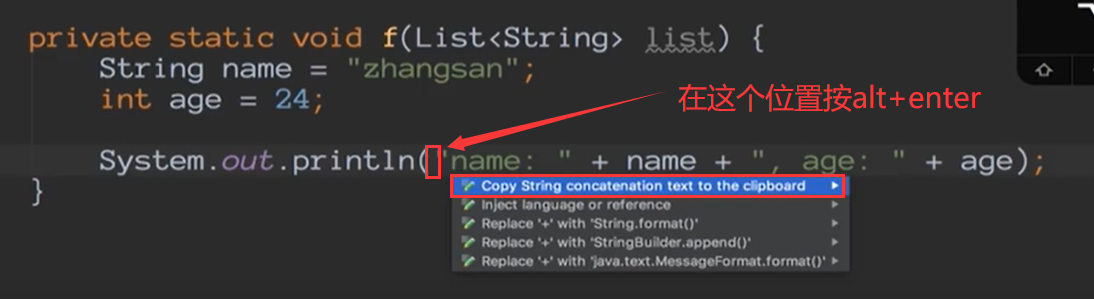 private static void f(List<String> list) {
String name = "zhangsan";
int age = 24;
在这个位置按alt+enter
System.out.println("name: " + name + ", age: " + age);
}
Copy String concatenation text to the clipboard
Inject language or reference
Replace '+' with 'String.format()'
Replace '+' with 'StringBuilder.append()'
Replace '+' with 'java.text.MessageFormat.format()'